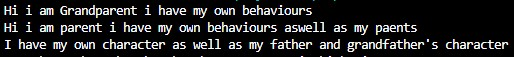 Hi i am Grandparent i have my own behaviours
Hi i am parent i have my own behaviours aswell as my paents
I have my own character as well as my father and grandfather's character